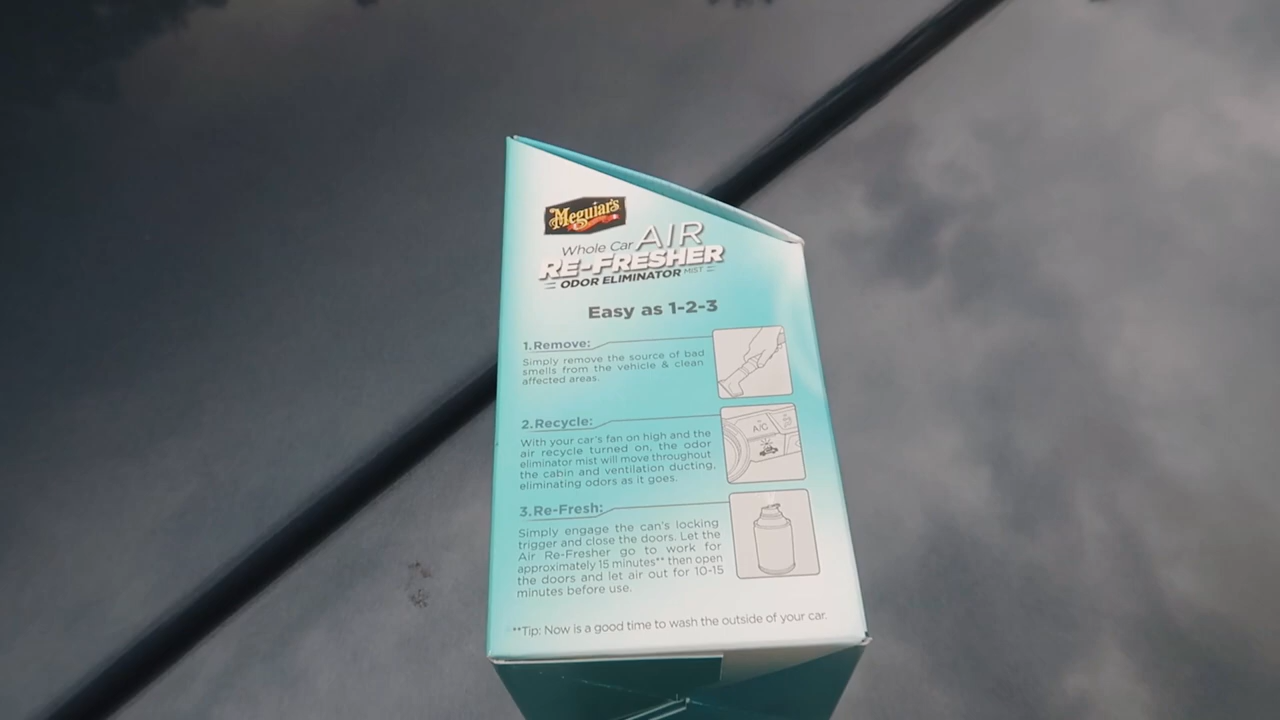 Meguiar's
Whole Car AIR
RE-FRESHER
ODOR ELIMINATOR MIST
Easy as 1-2-3
1.Remove:
Simply remove the source of bad
smells from the vehicle & clean
affected areas.
2.Recycle:
With your car's fan on high and the
air recycle turned on, the odor
eliminator mist will move throughout
the cabin and ventilation ducting,
eliminating odors as it goes.
A/C
3.Re-Fresh:
Simply engage the can's locking
trigger and close the doors. Let the
Air Re-Fresher go to work for
approximately 15 minutes** then open
the doors and let air out for 10-15
minutes before use.
**Tip: Now is a good time to wash the outside of your car.